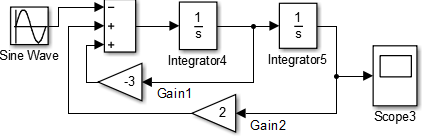 1
s
1
s
Sine Wave
Integrator4
Integrator5
-3
Gain1
2
Gain2
Scope3